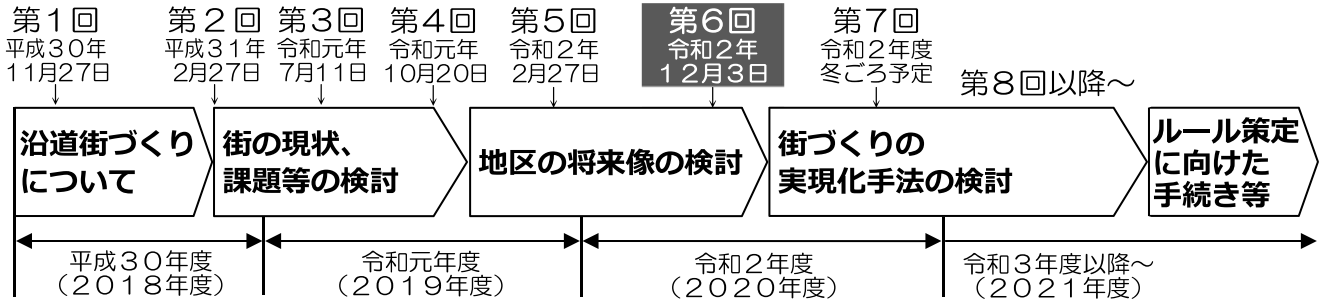 第1回
平成30年
11月27日
第2回
平成31年
2月27日
第3回
令和元年
7月11日
第4回
令和元年
10月20日
第5回
令和2年
2月27日
第6回
令和2年
12月3日
第7回
令和2年度
冬ごろ予定
第8回以降～
沿道街づくり
について
街の現状、
課題等の検討
地区の将来像の検討
街づくりの
実現化手法の検討
ルール策定
に向けた
手続き等
平成30年度
（2018年度）
令和元年度
（2019年度）
令和2年度
（2020年度）
令和3年度以降～
（2021年度）